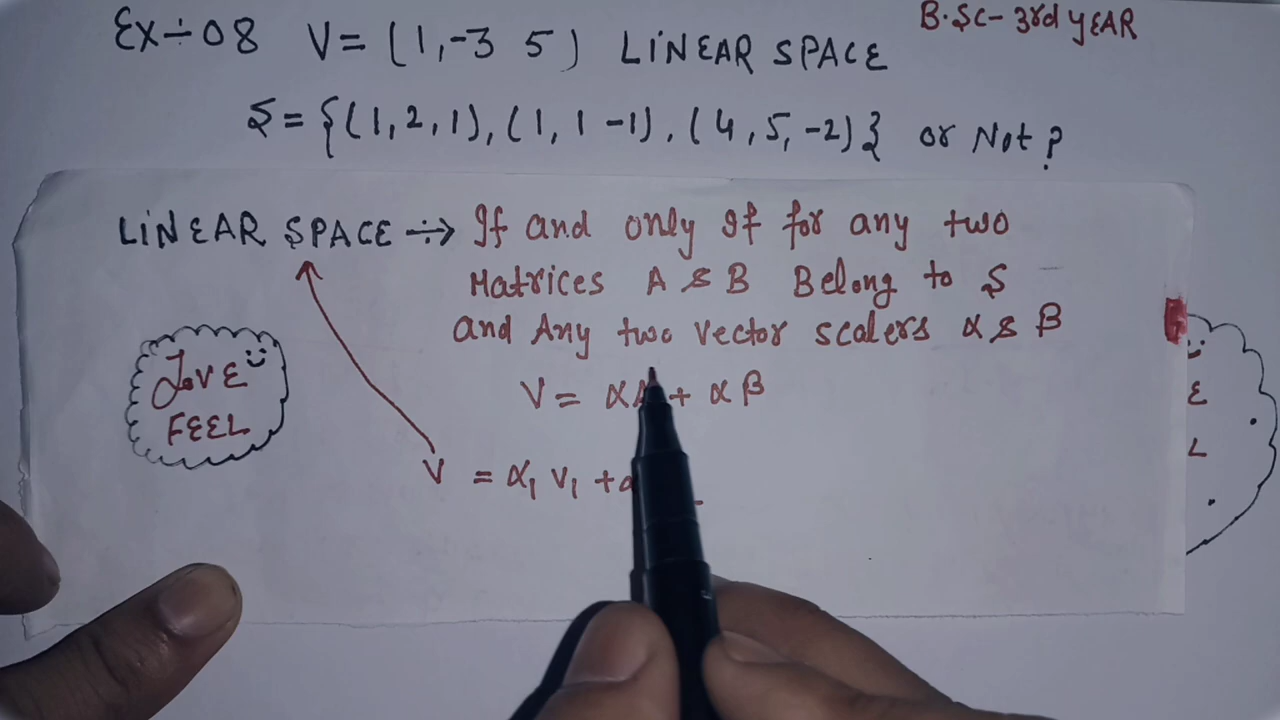 Ex÷08 V=(1,-3 5) LINEAR SPACE
B.Sc-3rd yEAR
S={(1,2,1),(1,1-1).(4,5,-2)} or Not?
LINEAR SPACE ÷> If and only If for any two
Matrices A & B Belong to S
and Any two vector scalers α & β
V= α + α β
V = α1 V1 +
LOVE
FEEL
E
L